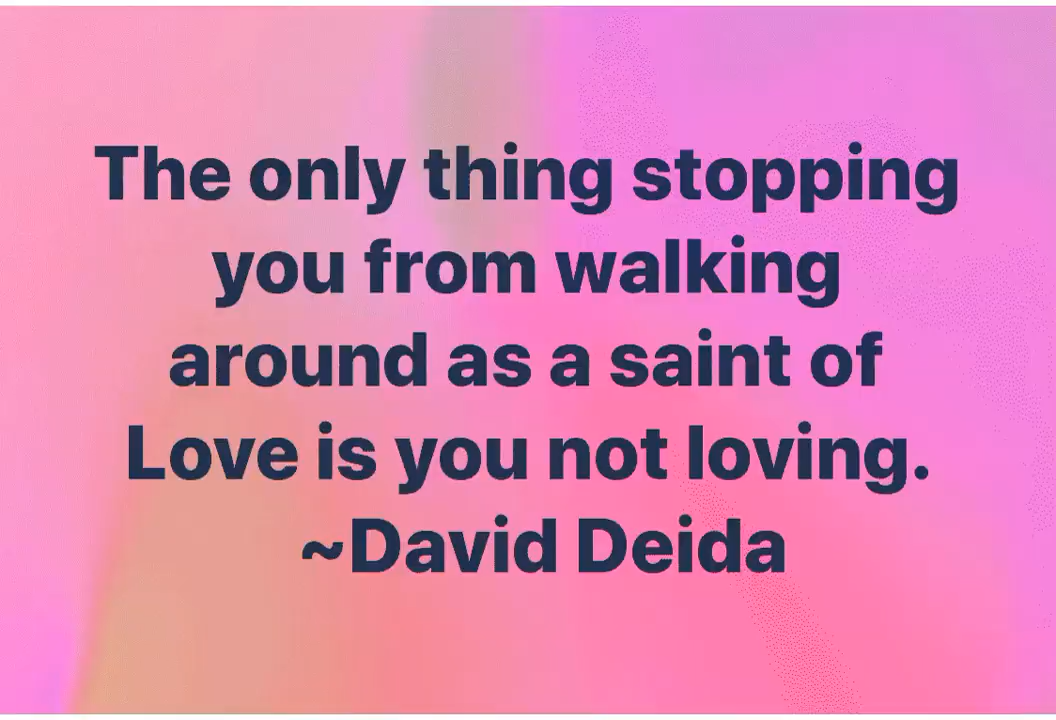 The only thing stopping
you from walking
around as a saint of
Love is you not loving.
~David Deida